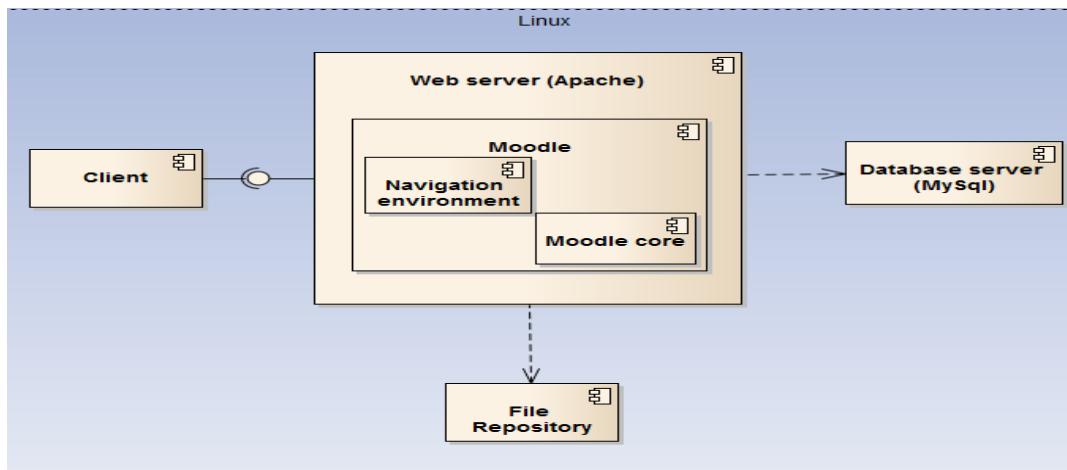 Linux
Web server (Apache)
Moodle
Client
Navigation
environment
Database server
(MySql)
Moodle core
File
Repository